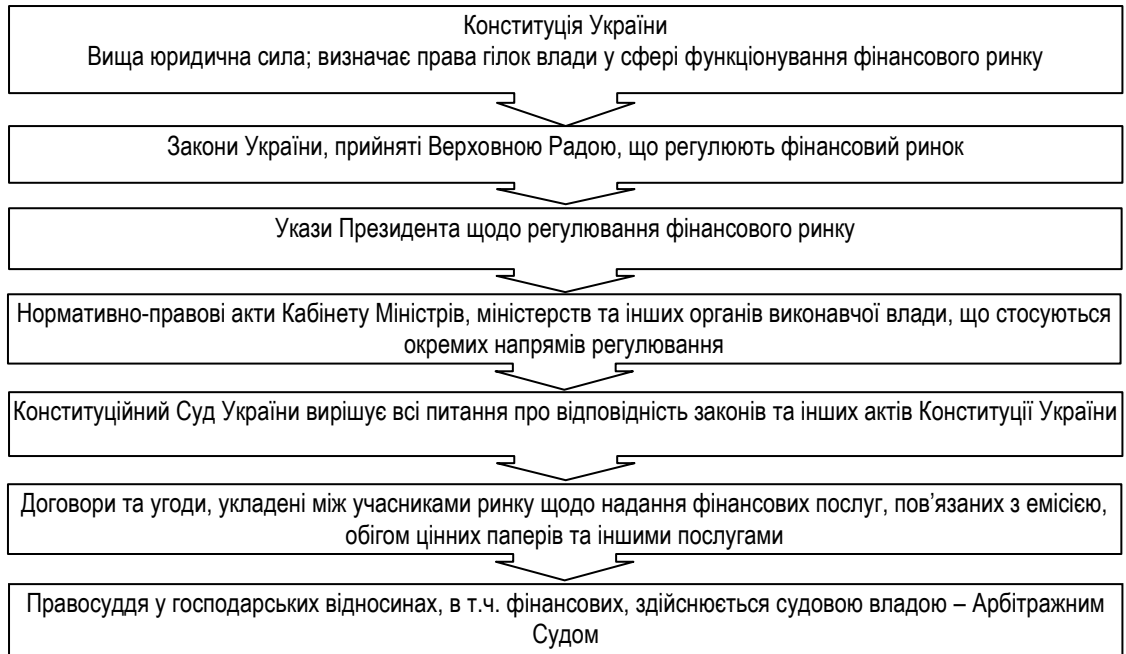 Конституція України
Вища юридична сила; визначає права гілок влади у сфері функціонування фінансового ринку
Закони України, прийняті Верховною Радою, що регулюють фінансовий ринок
Укази Президента щодо регулювання фінансового ринку
Нормативно-правові акти Кабінету Міністрів, міністерств та інших органів виконавчої влади, що стосуються
окремих напрямів регулювання
Конституційний Суд України вирішує всі питання про відповідність законів та інших актів Конституції України
Договори та угоди, укладені між учасниками ринку щодо надання фінансових послуг, пов’язаних з емісією,
обігом цінних паперів та іншими послугами
Правосуддя у господарських відносинах, в т.ч. фінансових, здійснюється судовою владою – Арбітражним
Судом